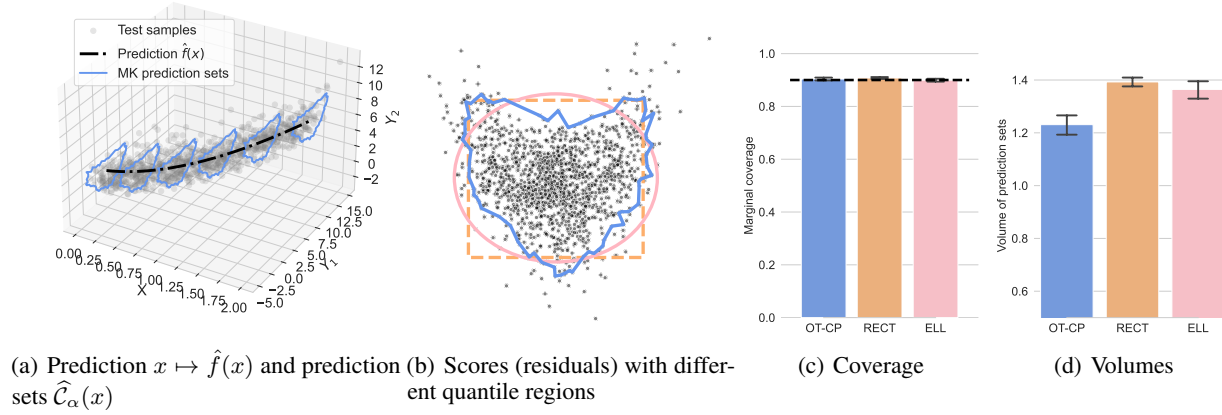 Test samples
Prediction f̂(x)
MK prediction sets
12
10
8
6
4
2
0
−2
Y₂
15.0
12.5
10.0
7.5
5.0
2.5
0.0
−2.5
−5.0
Y₁
0.00
0.25
0.50
0.75
1.00
1.25
1.50
1.75
2.00
X
1.0
0.8
0.6
0.4
0.2
0.0
Marginal coverage
OT-CP RECT ELL
1.4
1.2
1.0
0.8
0.6
Volume of prediction sets
OT-CP RECT ELL
(a) Prediction x ↦ f̂(x) and prediction
sets Ĉα(x)
(b) Scores (residuals) with differ-
ent quantile regions
(c) Coverage
(d) Volumes